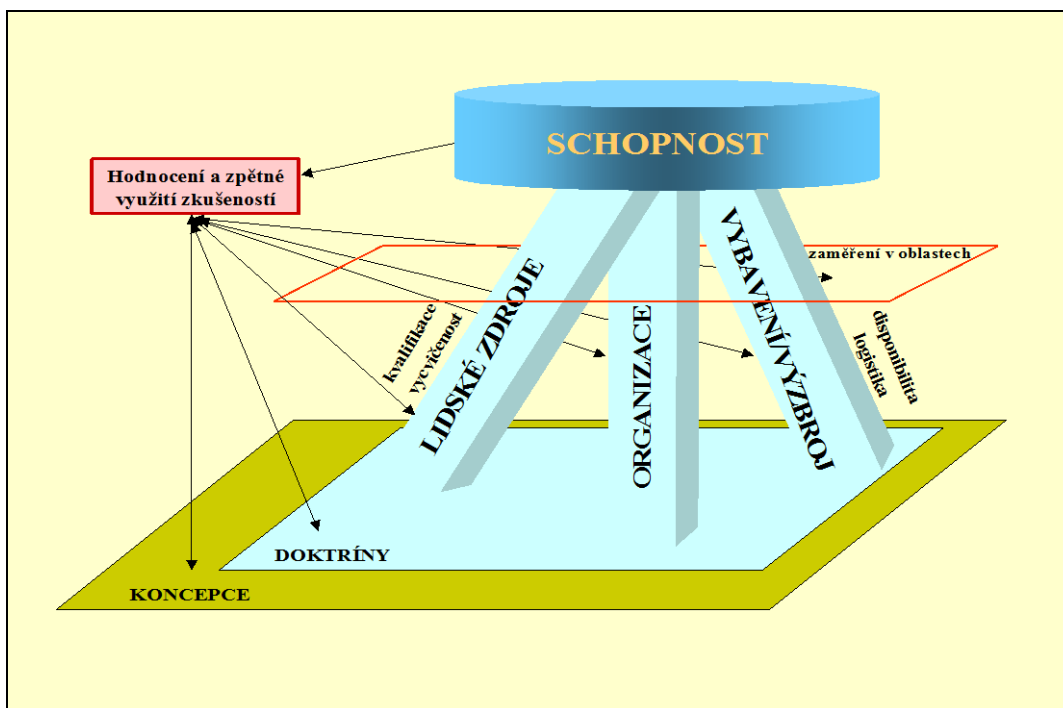 SCHOPNOST
Hodnocení a zpětné
využití zkušeností
zaměření v oblastech
kvalifikace
vycvičenost
LIDSKÉ ZDROJE
ORGANIZACE
VYBAVENÍ/VÝZBROJ
disponibilita
logistika
DOKTRÍNY
KONCEPCE